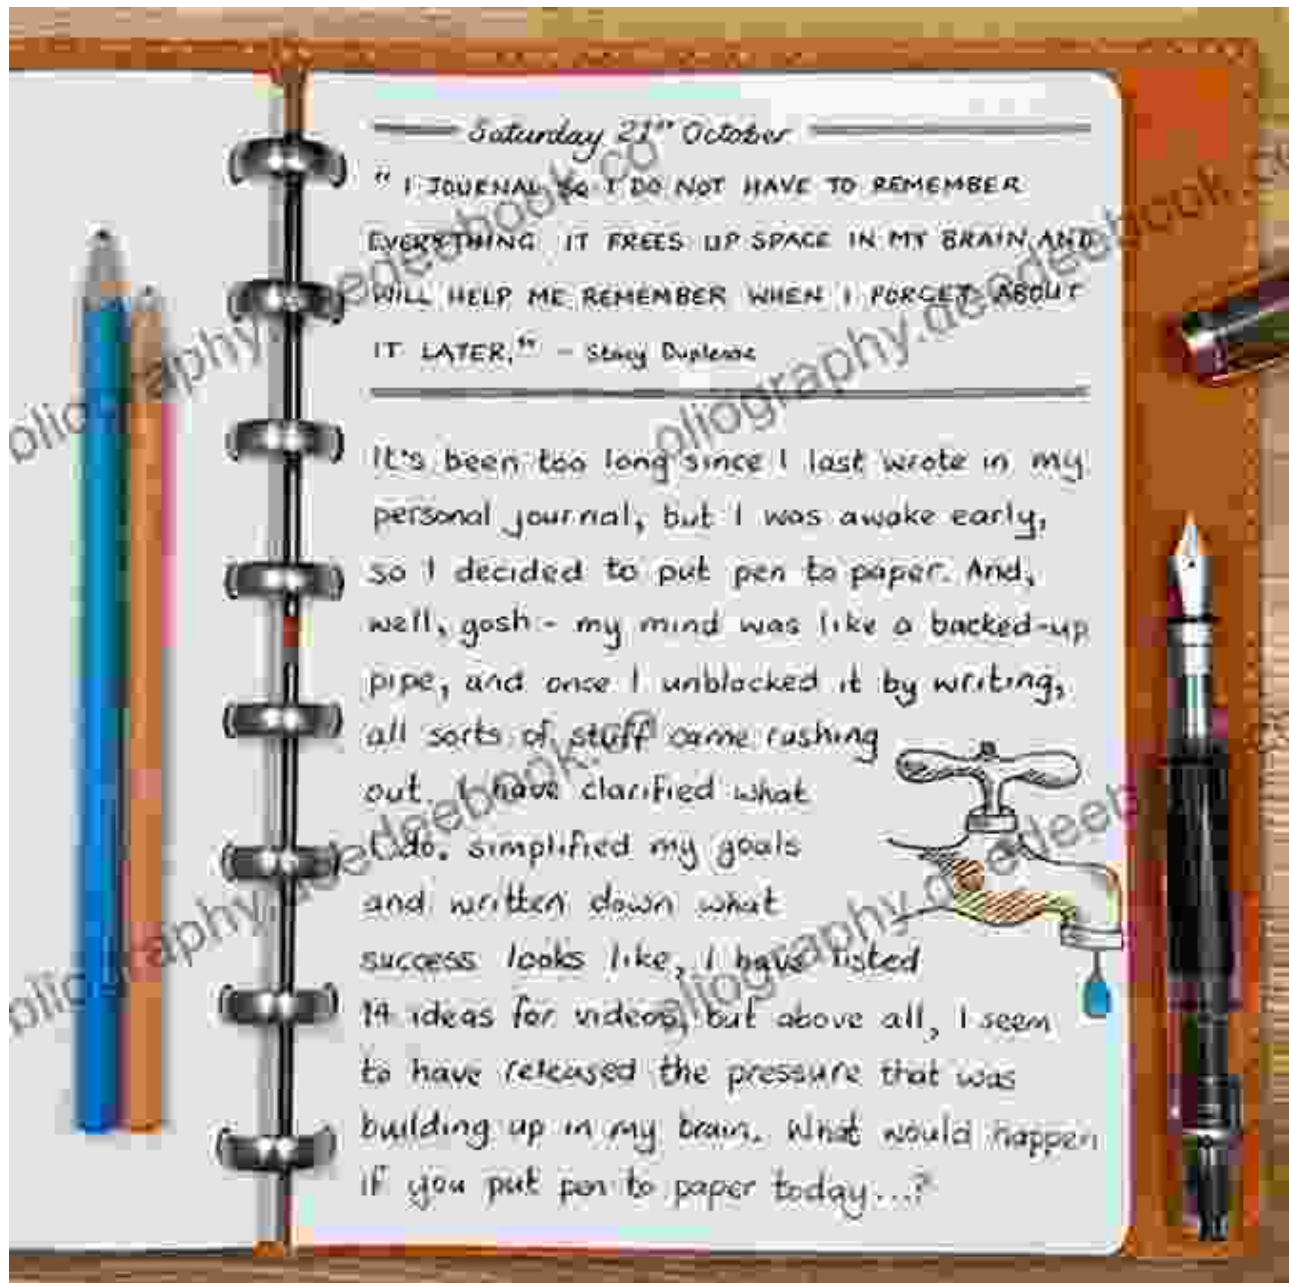 Saturday 21st October
" I JOURNAL SO I DO NOT HAVE TO REMEMBER
EVERYTHING IT FREES UP SPACE IN MY BRAIN AND
WILL HELP ME REMEMBER WHEN I FORGET ABOUT
IT LATER." - Stacy
It's been too long since I last wrote in my
personal journal, but I was awake early,
so I decided to put pen to paper. And,
well, gosh - my mind was like a backed-up
pipe, and once I unblocked it by writing,
all sorts of stuff came rushing
out. I have clarified what
I do, simplified my goals
and written down what
success looks like, I have listed
14 ideas for videos, but above all, I seem
to have released the pressure that was
building up in my brain. What would happen
if you put pen to paper today...?